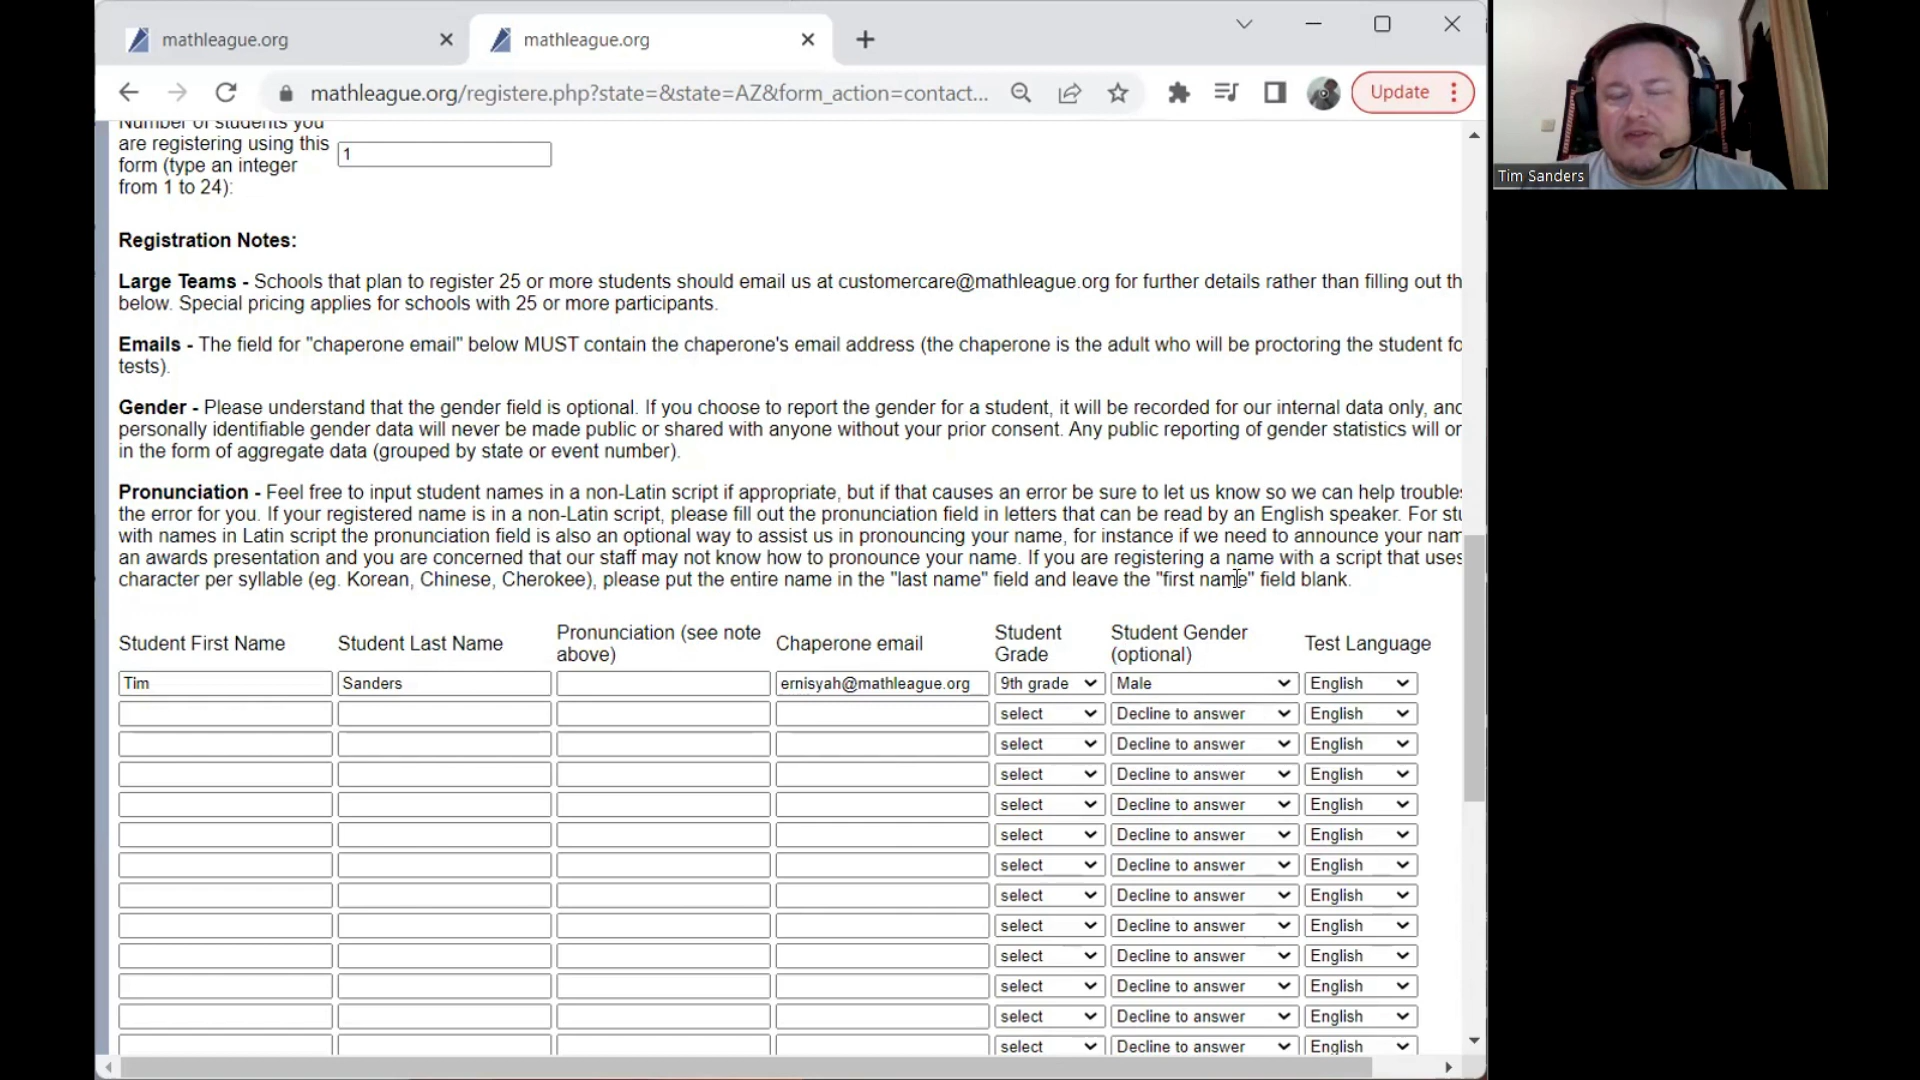 mathleague.org
mathleague.org
mathleague.org/registere.php?state=&state=AZ&form_action=contact...
Update
Tim Sanders
Number of students you
are registering using this
form (type an integer
from 1 to 24):
1
Registration Notes:
Large Teams - Schools that plan to register 25 or more students should email us at customercare@mathleague.org for further details rather than filling out th
below. Special pricing applies for schools with 25 or more participants.
Emails - The field for "chaperone email" below MUST contain the chaperone's email address (the chaperone is the adult who will be proctoring the student fo
tests).
Gender - Please understand that the gender field is optional. If you choose to report the gender for a student, it will be recorded for our internal data only, and
personally identifiable gender data will never be made public or shared with anyone without your prior consent. Any public reporting of gender statistics will or
in the form of aggregate data (grouped by state or event number).
Pronunciation - Feel free to input student names in a non-Latin script if appropriate, but if that causes an error be sure to let us know so we can help troubles
the error for you. If your registered name is in a non-Latin script, please fill out the pronunciation field in letters that can be read by an English speaker. For stu
with names in Latin script the pronunciation field is also an optional way to assist us in pronouncing your name, for instance if we need to announce your nam
an awards presentation and you are concerned that our staff may not know how to pronounce your name. If you are registering a name with a script that uses
character per syllable (eg. Korean, Chinese, Cherokee), please put the entire name in the "last name" field and leave the "first name" field blank.
Student First Name Student Last Name Pronunciation (see note above) Chaperone email Student Grade Student Gender (optional) Test Language
Tim Sanders ernisyah@mathleague.org 9th grade Male English
select Decline to answer English
select Decline to answer English
select Decline to answer English
select Decline to answer English
select Decline to answer English
select Decline to answer English
select Decline to answer English
select Decline to answer English
select Decline to answer English
select Decline to answer English
select Decline to answer English
select Decline to answer English